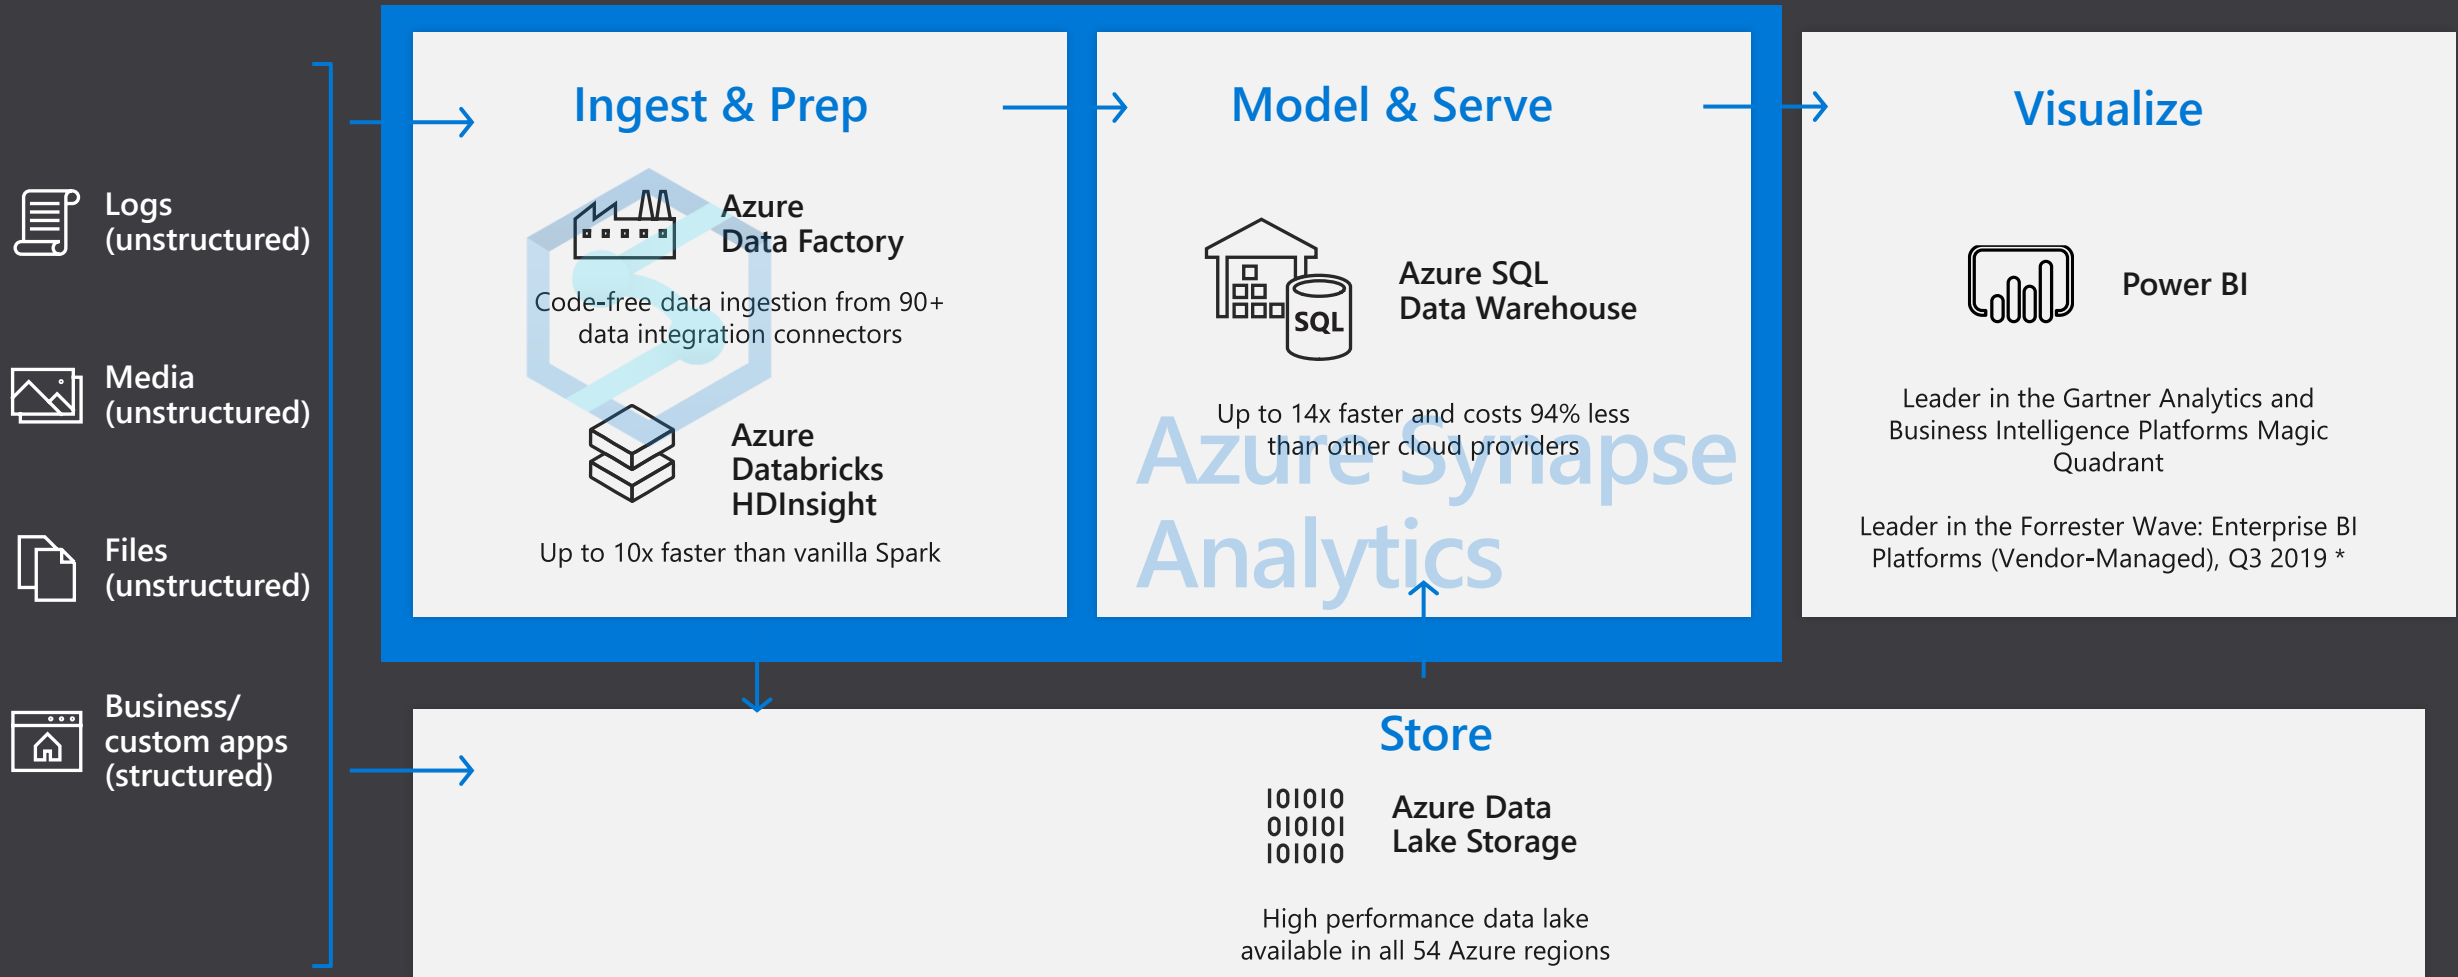 Logs
(unstructured)
Media
(unstructured)
Files
(unstructured)
Business/
custom apps
(structured)
Ingest & Prep
Azure
Data Factory
Code-free data ingestion from 90+
data integration connectors
Azure
Databricks
HDInsight
Up to 10x faster than vanilla Spark
Model & Serve
SQL
Azure SQL
Data Warehouse
Up to 14x faster and costs 94% less
than other cloud providers
Azure Synapse
Analytics
Visualize
Power BI
Leader in the Gartner Analytics and
Business Intelligence Platforms Magic
Quadrant
Leader in the Forrester Wave: Enterprise BI
Platforms (Vendor-Managed), Q3 2019 *
Store
101010
010101
101010
Azure Data
Lake Storage
High performance data lake
available in all 54 Azure regions